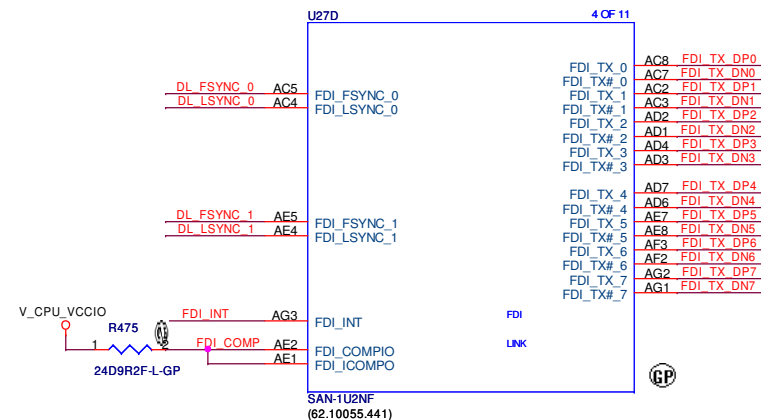 U27D 4 OF 11
FDI_TX_0 AC8 FDI_TX_DP0
FDI_TX#_0 AC7 FDI_TX_DN0
DL_FSYNC_0 AC5 FDI_FSYNC_0 FDI_TX_1 AC2 FDI_TX_DP1
DL_LSYNC_0 AC4 FDI_LSYNC_0 FDI_TX#_1 AC3 FDI_TX_DN1
FDI_TX_2 AD2 FDI_TX_DP2
FDI_TX#_2 AD1 FDI_TX_DN2
FDI_TX_3 AD4 FDI_TX_DP3
FDI_TX#_3 AD3 FDI_TX_DN3
FDI_TX_4 AD7 FDI_TX_DP4
FDI_TX#_4 AD6 FDI_TX_DN4
DL_FSYNC_1 AE5 FDI_FSYNC_1 FDI_TX_5 AE7 FDI_TX_DP5
DL_LSYNC_1 AE4 FDI_LSYNC_1 FDI_TX#_5 AE8 FDI_TX_DN5
FDI_TX_6 AF3 FDI_TX_DP6
FDI_TX#_6 AF2 FDI_TX_DN6
FDI_TX_7 AG2 FDI_TX_DP7
FDI_TX#_7 AG1 FDI_TX_DN7
V_CPU_VCCIO
FDI_INT AG3 FDI_INT FDI
R475
1 2 FDI_COMP AE2 FDI_COMPIO LINK
AE1 FDI_ICOMPO
24D9R2F-L-GP
GP
SAN-1U2NF
(62.10055.441)